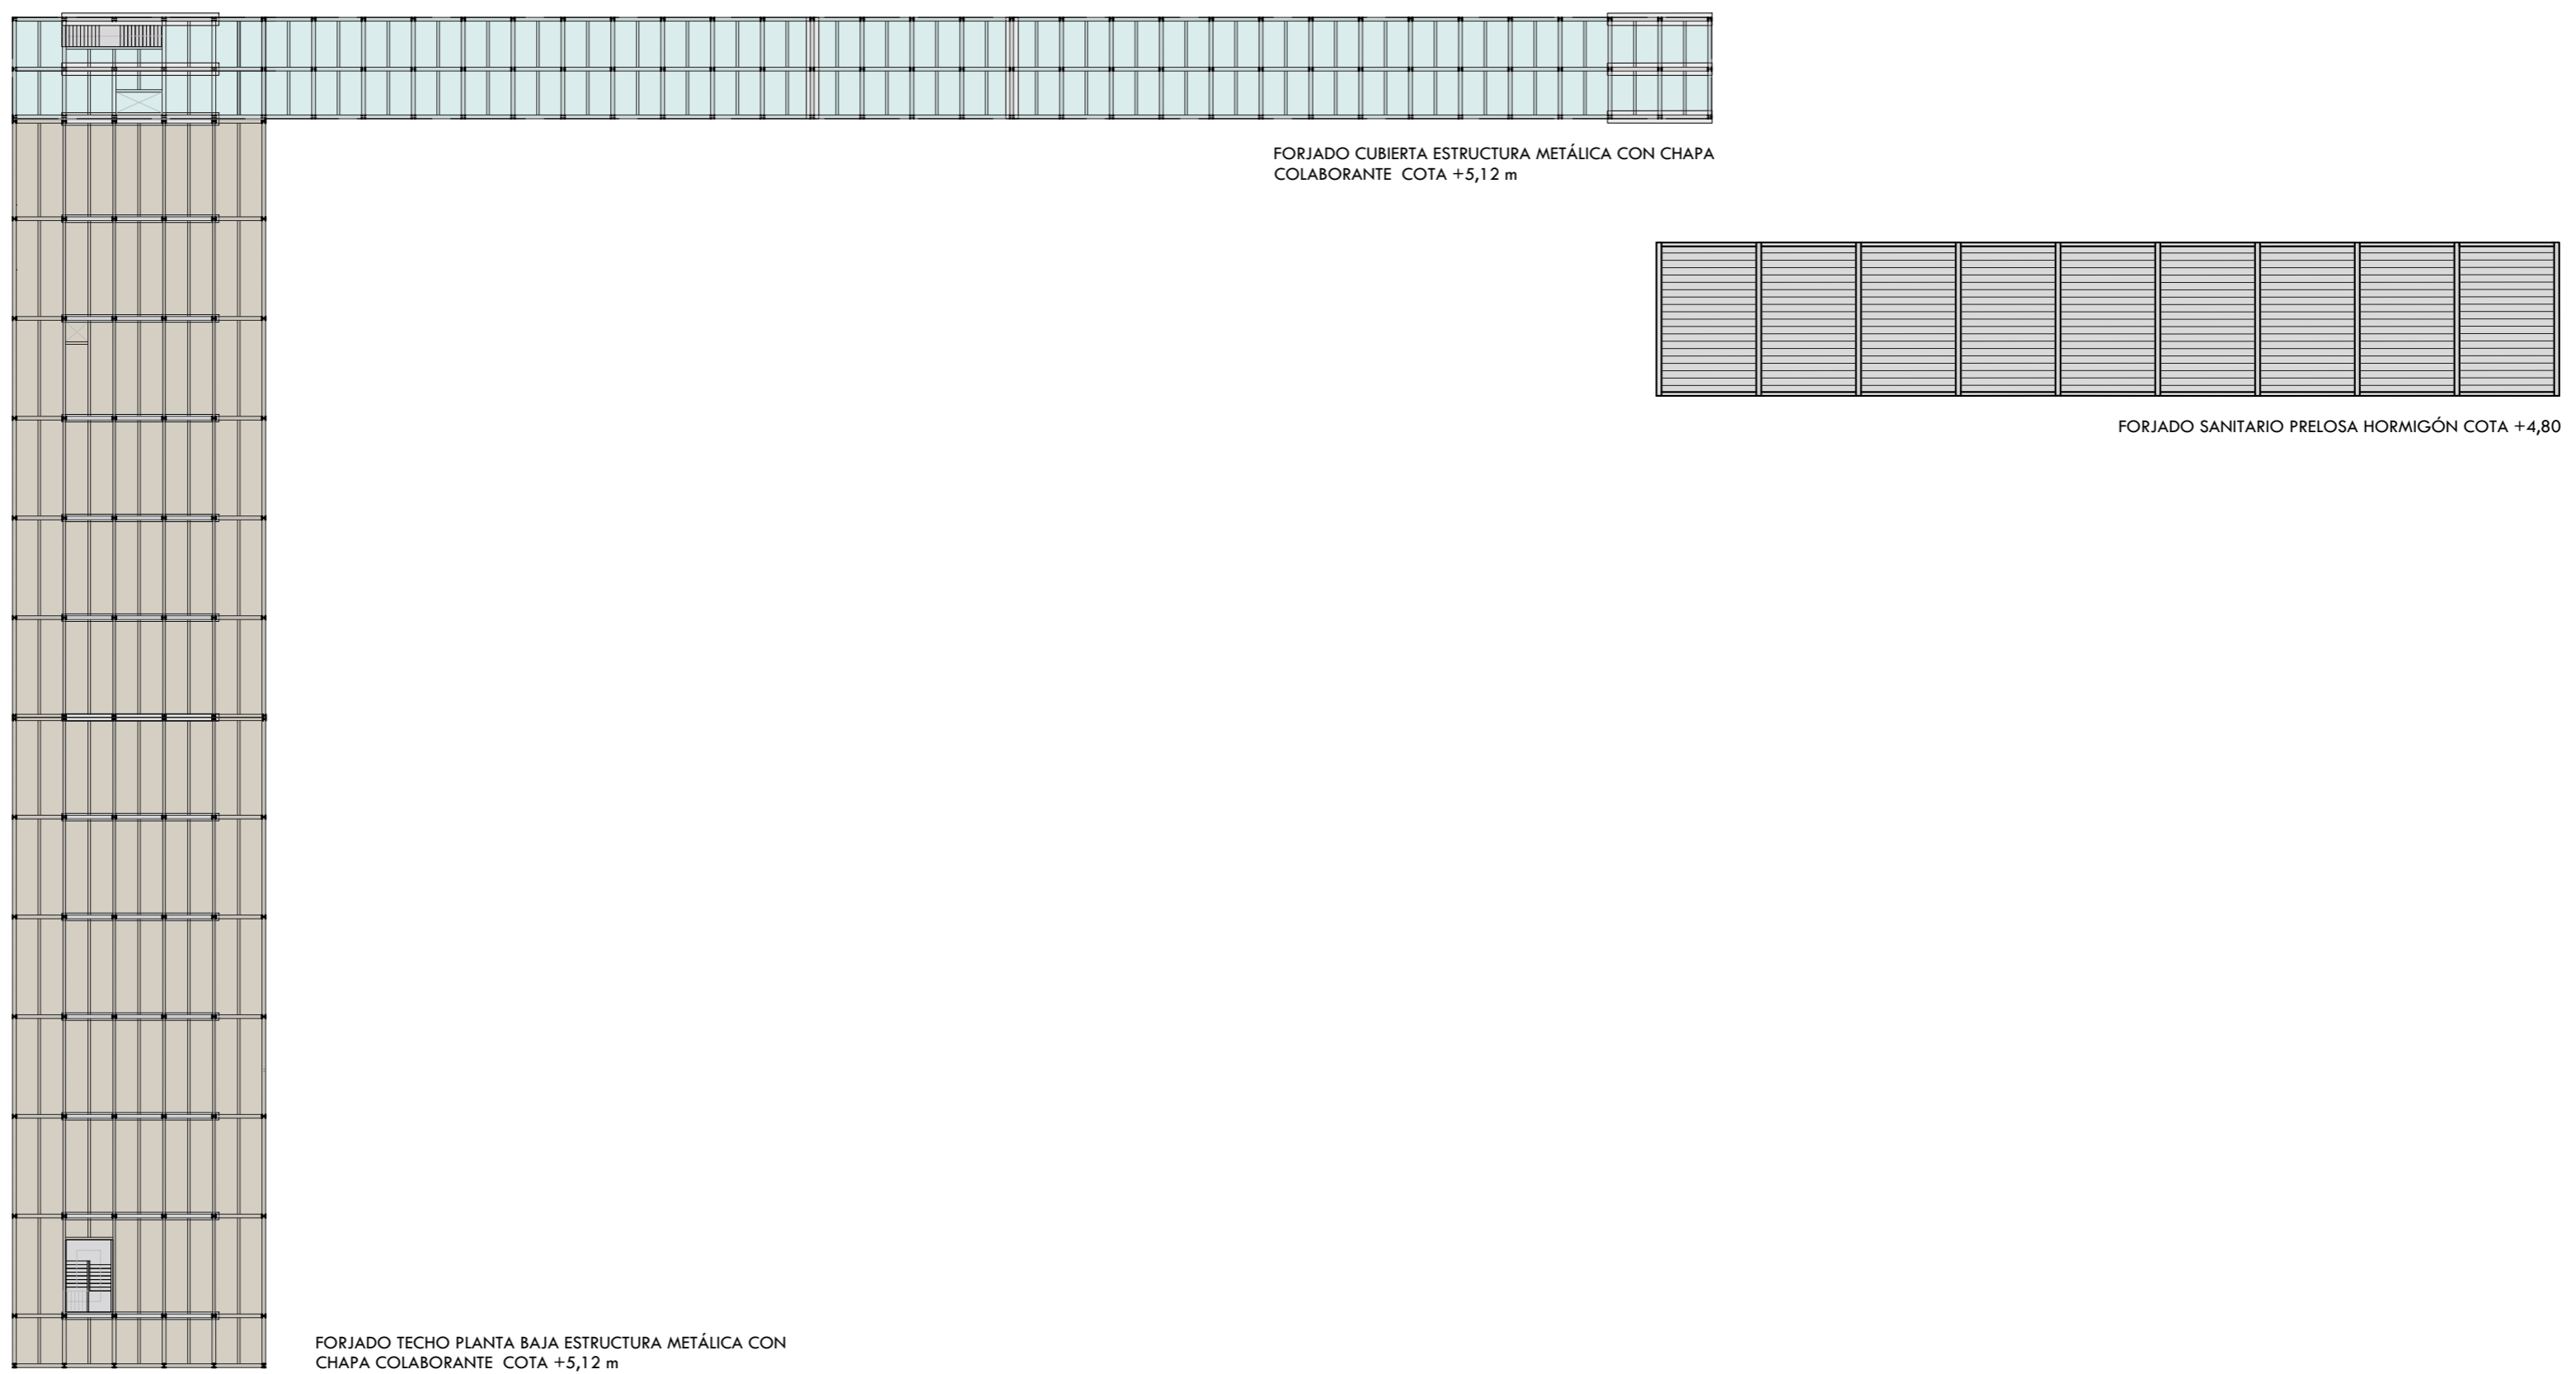 FORJADO CUBIERTA ESTRUCTURA METÁLICA CON CHAPA
COLABORANTE COTA +5,12 m
FORJADO SANITARIO PRELOSA HORMIGÓN COTA +4,80
FORJADO TECHO PLANTA BAJA ESTRUCTURA METÁLICA CON
CHAPA COLABORANTE COTA +5,12 m